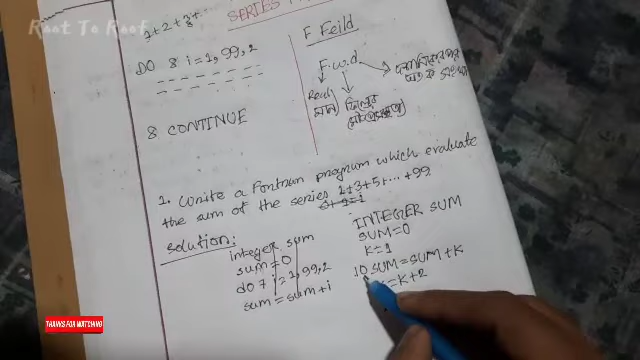 Root To Roof
SERIES
1+2+3+
DO 8 i=1,99,2
8 CONTINUE
F Feild
F.w.d
Real
1. Write a Fontran program which evaluate
the sum of the series 1+3+5+...+99
Solution:
integer sum
sum=0
do 7 i=1,99,2
sum=sum+i
INTEGER SUM
SUM=0
K=1
10 SUM=SUM+K
=K+2
THANKS FOR WATCHING